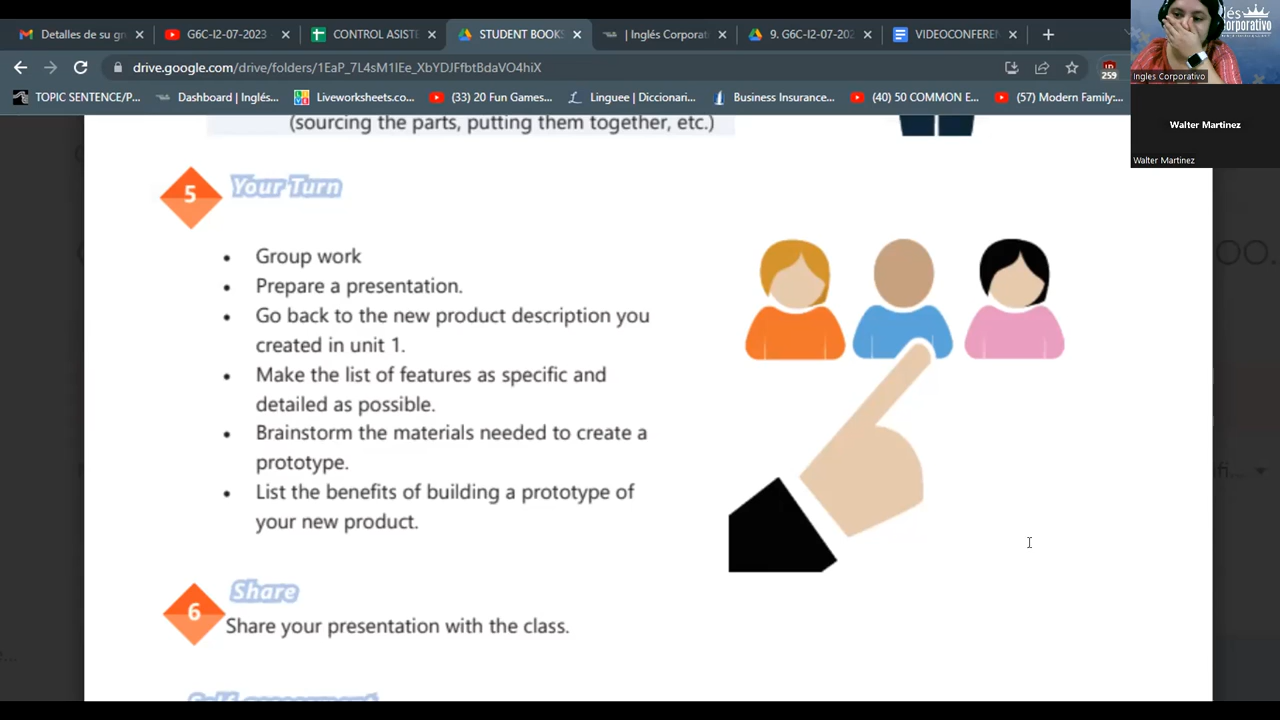 Detalles de su gn
G6C-I2-07-2023
CONTROL ASISTE
STUDENT BOOKS
| Inglés Corporati
9. G6C-I2-07-202
VIDEOCONFEREN
drive.google.com/drive/folders/1EaP_7L4sM1IEe_XbYDJFfbtBdaVO4hiX
259
TOPIC SENTENCE/P...
Dashboard | Inglés...
Liveworksheets.co...
(33) 20 Fun Games...
Linguee | Diccionari...
Business Insurance...
(40) 50 COMMON E...
(57) Modern Family:...
lés
orporativo
Ingles Corporativo
Walter Martinez
Walter Martinez
(sourcing the parts, putting them together, etc.)
5 Your Turn
• Group work
• Prepare a presentation.
• Go back to the new product description you
created in unit 1.
• Make the list of features as specific and
detailed as possible.
• Brainstorm the materials needed to create a
prototype.
• List the benefits of building a prototype of
your new product.
6 Share
Share your presentation with the class.